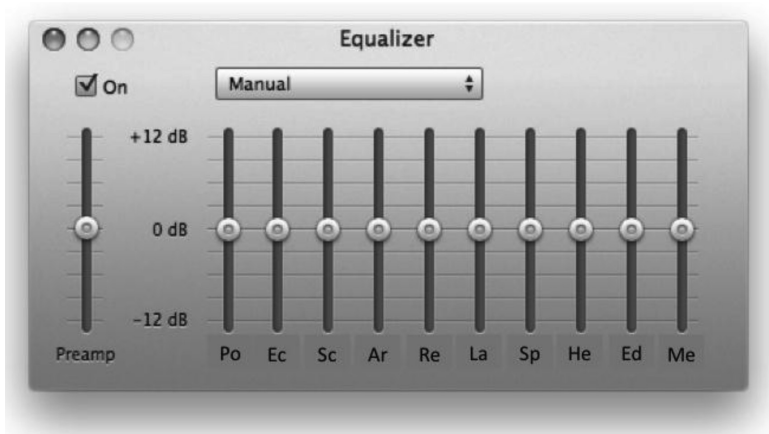 Equalizer
On
Manual
+12 dB
0 dB
-12 dB
Preamp Po Ec Sc Ar Re La Sp He Ed Me